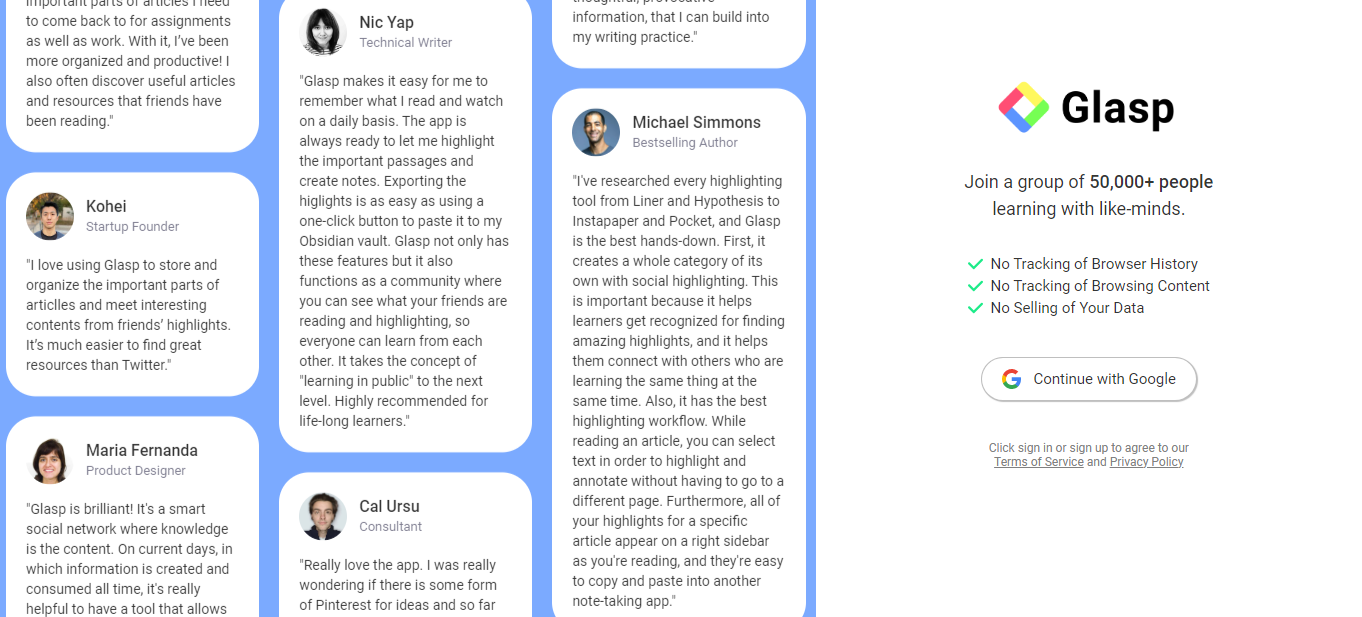 important parts of articles I need
to come back to for assignments
as well as work. With it, I’ve been
more organized and productive! I
also often discover useful articles
and resources that friends have
been reading."
Kohei
Startup Founder
"I love using Glasp to store and
organize the important parts of
articlles and meet interesting
contents from friends’ highlights.
It’s much easier to find great
resources than Twitter."
Maria Fernanda
Product Designer
"Glasp is brilliant! It's a smart
social network where knowledge
is the content. On current days, in
which information is created and
consumed all time, it's really
helpful to have a tool that allows
Nic Yap
Technical Writer
"Glasp makes it easy for me to
remember what I read and watch
on a daily basis. The app is
always ready to let me highlight
the important passages and
create notes. Exporting the
higlights is as easy as using a
one-click button to paste it to my
Obsidian vault. Glasp not only has
these features but it also
functions as a community where
you can see what your friends are
reading and highlighting, so
everyone can learn from each
other. It takes the concept of
"learning in public" to the next
level. Highly recommended for
life-long learners."
Cal Ursu
Consultant
"Really love the app. I was really
wondering if there is some form
of Pinterest for ideas and so far
thoughtful, provocative
information, that I can build into
my writing practice."
Michael Simmons
Bestselling Author
"I've researched every highlighting
tool from Liner and Hypothesis to
Instapaper and Pocket, and Glasp
is the best hands-down. First, it
creates a whole category of its
own with social highlighting. This
is important because it helps
learners get recognized for finding
amazing highlights, and it helps
them connect with others who are
learning the same thing at the
same time. Also, it has the best
highlighting workflow. While
reading an article, you can select
text in order to highlight and
annotate without having to go to a
different page. Furthermore, all of
your highlights for a specific
article appear on a right sidebar
as you're reading, and they're easy
to copy and paste into another
note-taking app."
Glasp
Join a group of 50,000+ people
learning with like-minds.
No Tracking of Browser History
No Tracking of Browsing Content
No Selling of Your Data
Continue with Google
Click sign in or sign up to agree to our
Terms of Service and Privacy Policy